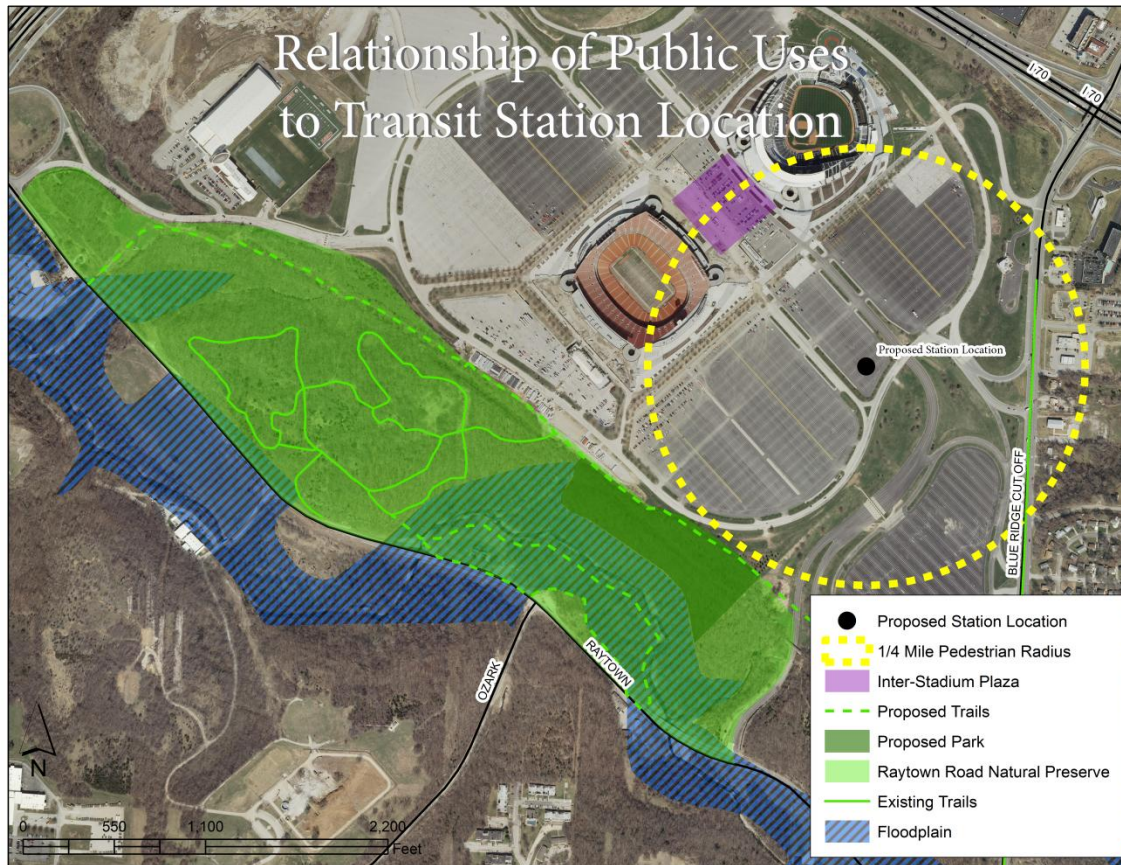 Relationship of Public Uses
to Transit Station Location
I-70
I-70
Proposed Station Location
BLUE RIDGE CUT OFF
OZARK
RAYTOWN
N
0 550 1,100 2,200
Feet
Proposed Station Location
1/4 Mile Pedestrian Radius
Inter-Stadium Plaza
Proposed Trails
Proposed Park
Raytown Road Natural Preserve
Existing Trails
Floodplain